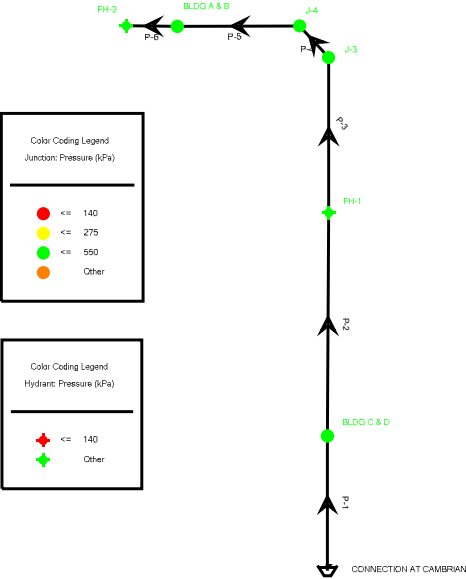 FH-2
BLDG A & B
J-4
P-6
P-5
P-4
J-3
P-3
Color Coding Legend
Junction: Pressure (kPa)
<= 140
<= 275
<= 550
Other
FH-1
P-2
Color Coding Legend
Hydrant: Pressure (kPa)
<= 140
Other
BLDG C & D
P-1
CONNECTION AT CAMBRIAN